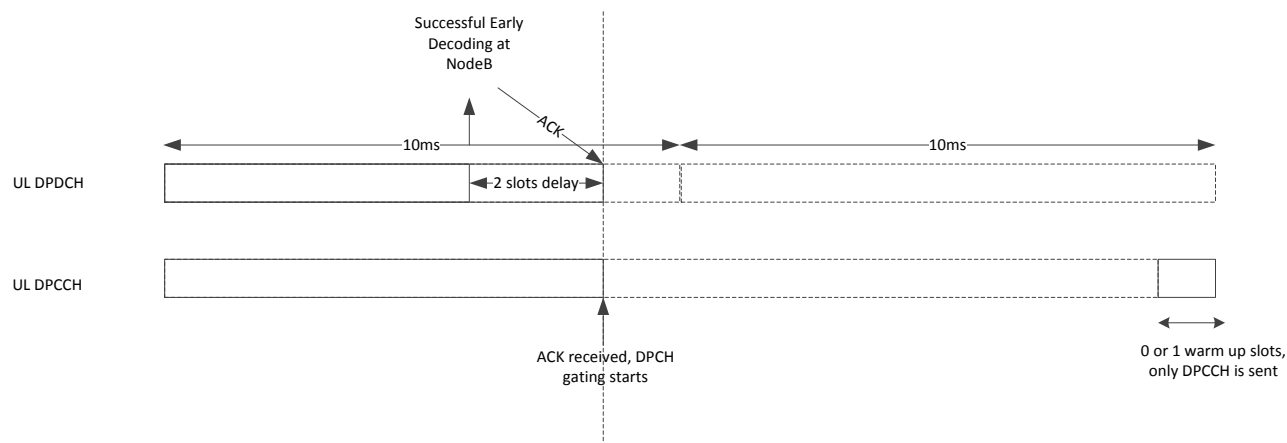 Successful Early
Decoding at
NodeB
ACK
10ms
10ms
UL DPDCH
2 slots delay
UL DPCCH
ACK received, DPCH
gating starts
0 or 1 warm up slots,
only DPCCH is sent